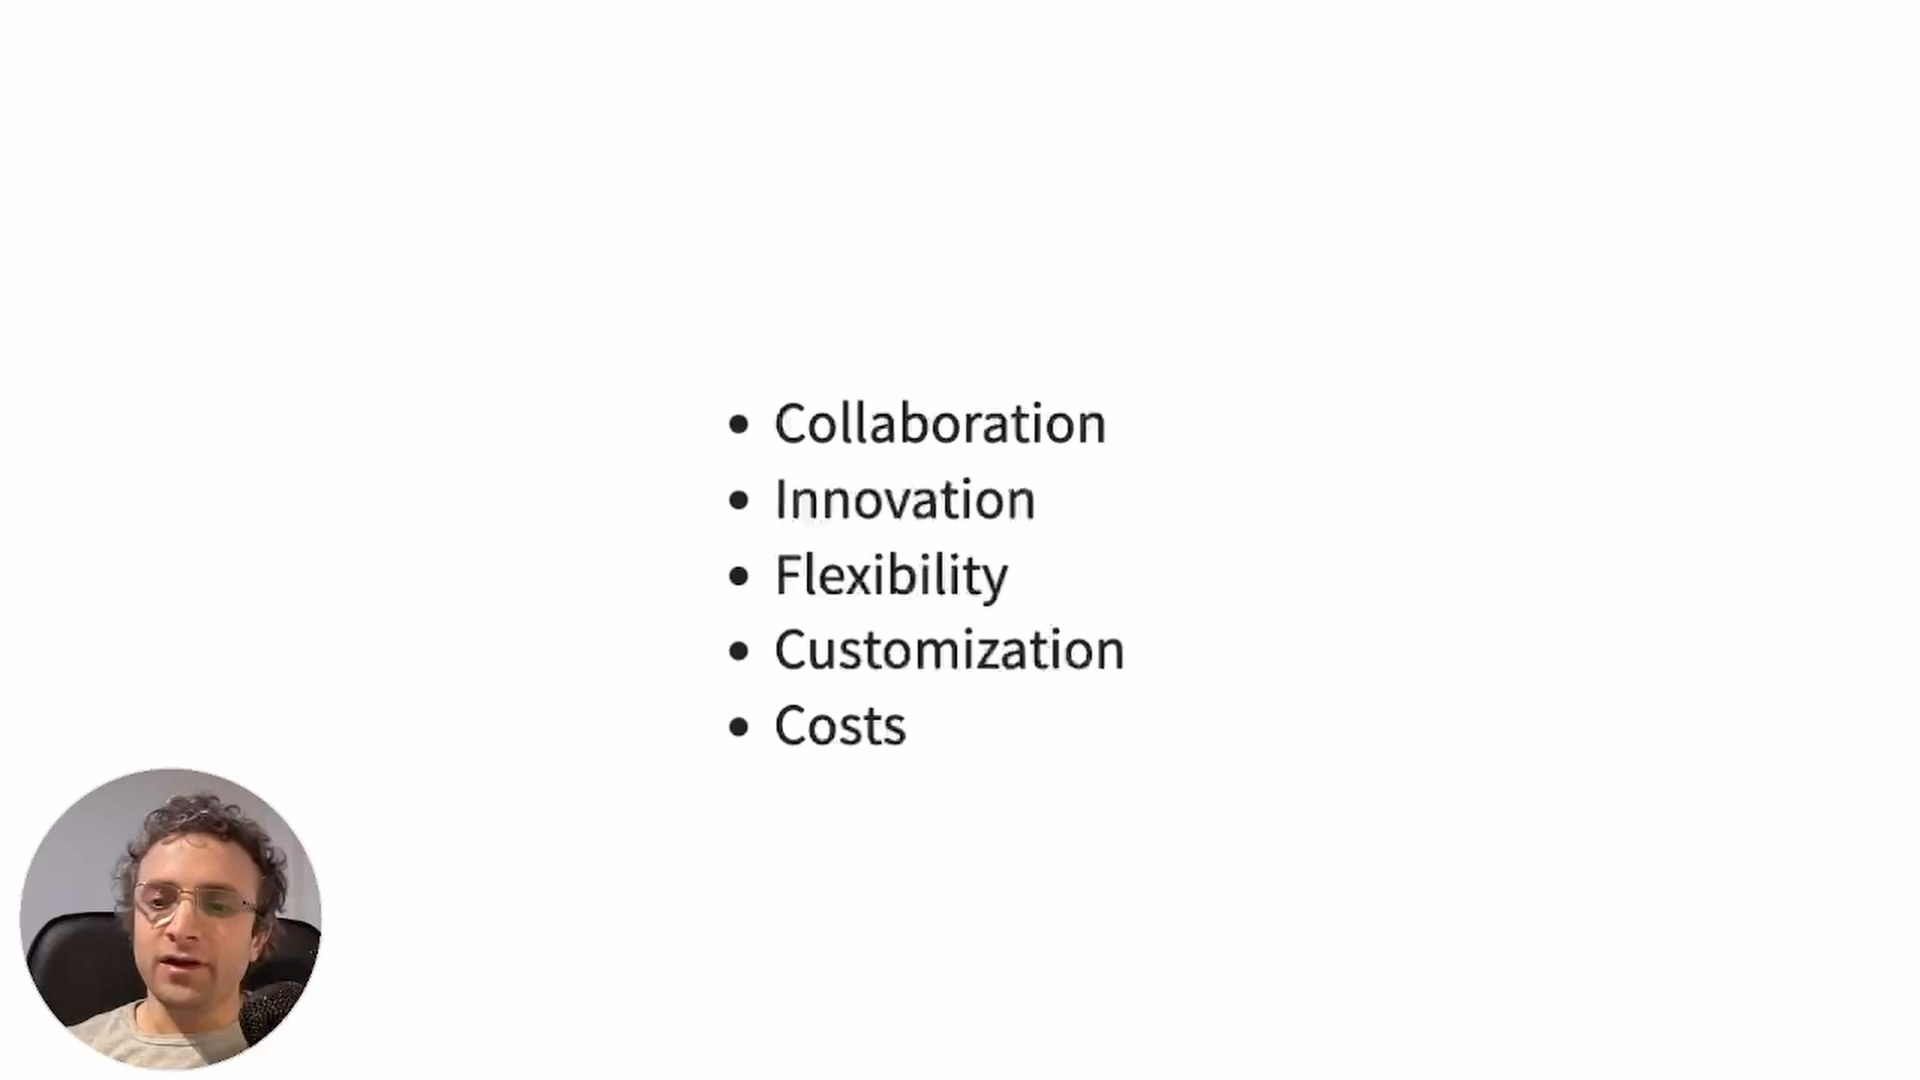 • Collaboration
• Innovation
• Flexibility
• Customization
• Costs